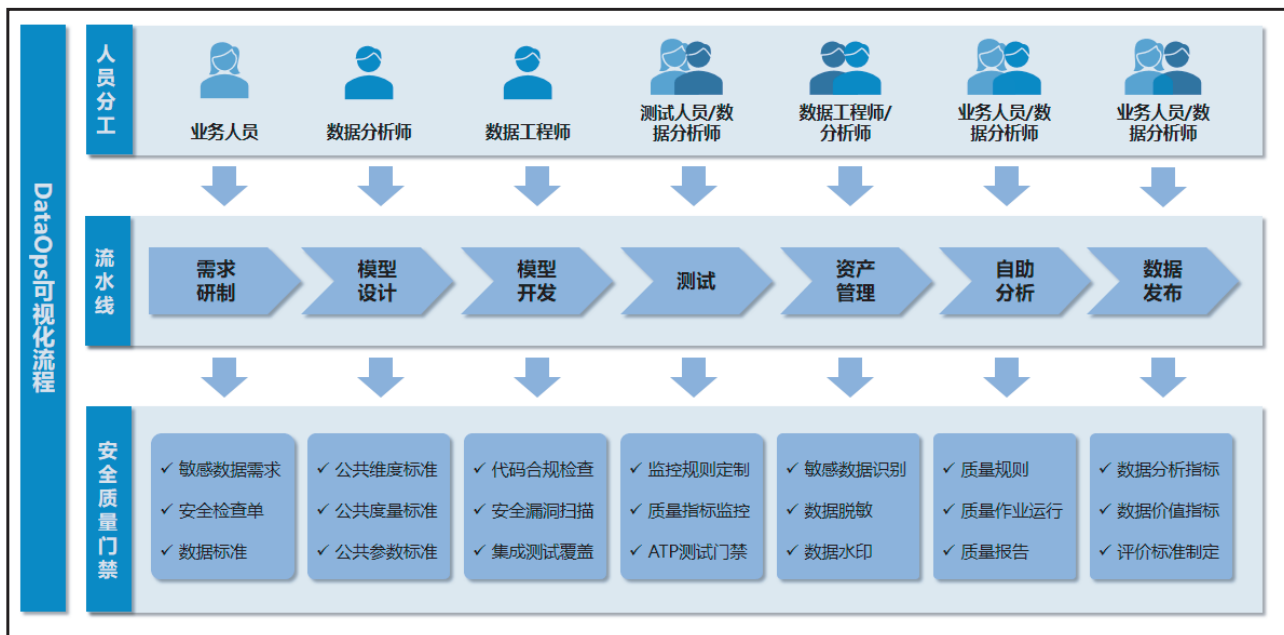 DataOps可视化流程
人员分工
业务人员
数据分析师
数据工程师
测试人员/数
据分析师
数据工程师/
分析师
业务人员/数
据分析师
业务人员/数
据分析师
流水线
需求
研制
模型
设计
模型
开发
测试
资产
管理
自助
分析
数据
发布
安全质量门禁
✓ 敏感数据需求
✓ 安全检查单
✓ 数据标准
✓ 公共维度标准
✓ 公共度量标准
✓ 公共参数标准
✓ 代码合规检查
✓ 安全漏洞扫描
✓ 集成测试覆盖
✓ 监控规则定制
✓ 质量指标监控
✓ ATP测试门禁
✓ 敏感数据识别
✓ 数据脱敏
✓ 数据水印
✓ 质量规则
✓ 质量作业运行
✓ 质量报告
✓ 数据分析指标
✓ 数据价值指标
✓ 评价标准制定